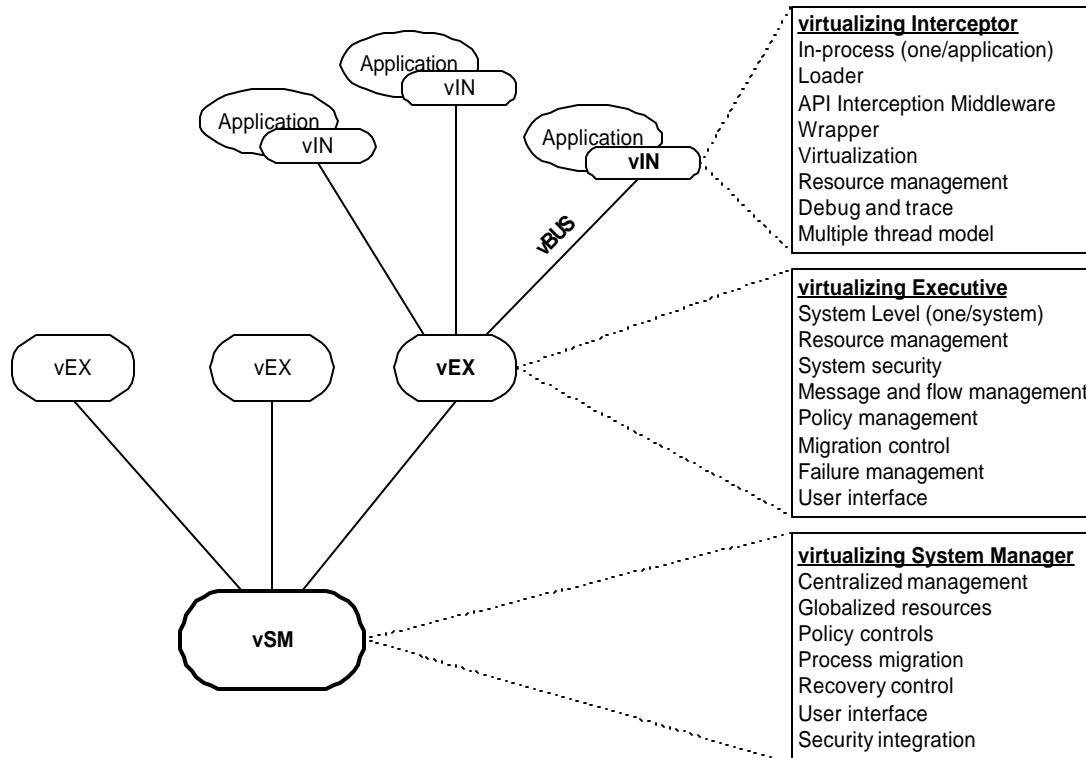 Application
vIN
Application
vIN
Application
vIN
vBUS
vEX
vEX
vEX
vSM
virtualizing Interceptor
In-process (one/application)
Loader
API Interception Middleware
Wrapper
Virtualization
Resource management
Debug and trace
Multiple thread model
virtualizing Executive
System Level (one/system)
Resource management
System security
Message and flow management
Policy management
Migration control
Failure management
User interface
virtualizing System Manager
Centralized management
Globalized resources
Policy controls
Process migration
Recovery control
User interface
Security integration